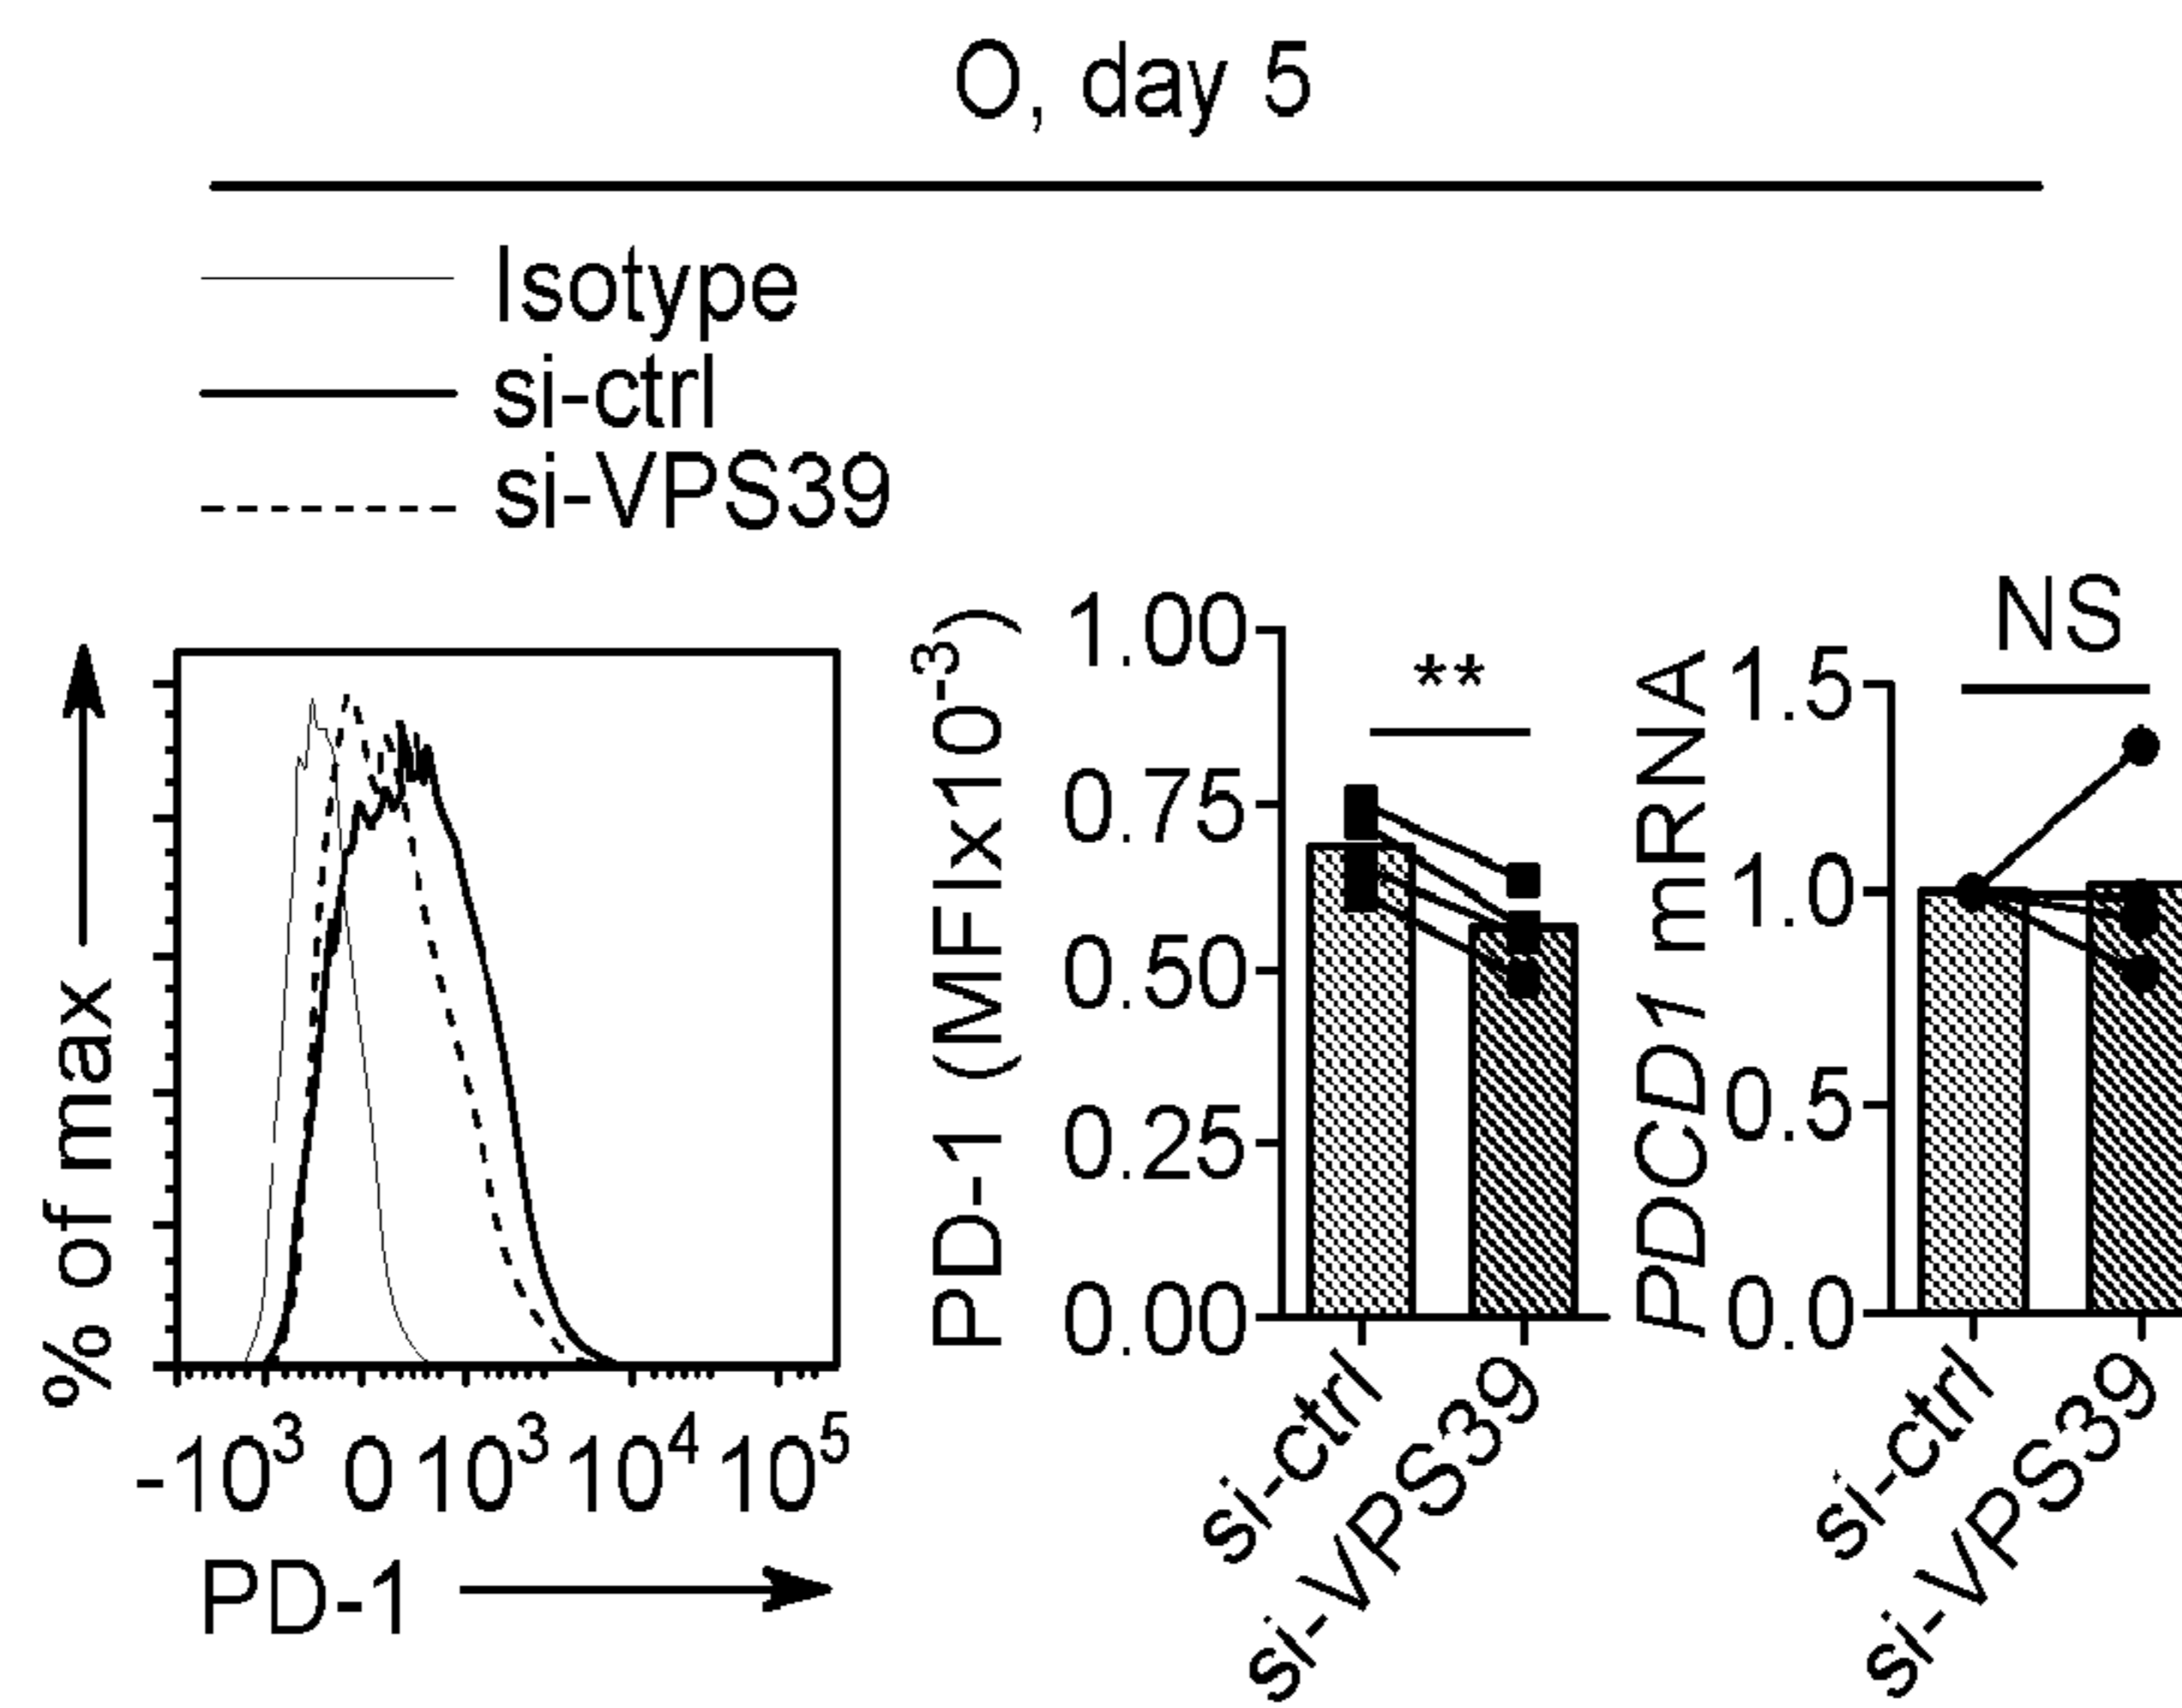 O, day 5
Isotype
si-ctrl
si-VPS39
% of max
-10³ 0 10³ 10⁴ 10⁵
PD-1
PD-1 (MFIx10⁻³)
1.00
0.75
0.50
0.25
0.00
**
si-ctrl
si-VPS39
PDCD1 mRNA
1.5
1.0
0.5
0.0
NS
si-ctrl
si-VPS39